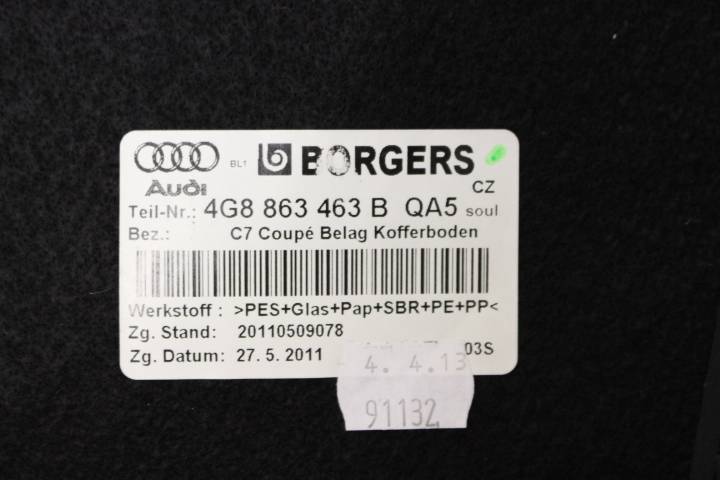 BL1 BORGERS
Audi CZ
Teil-Nr.: 4G8 863 463 B QA5 soul
Bez.: C7 Coupé Belag Kofferboden
Werkstoff : >PES+Glas+Pap+SBR+PE+PP<
Zg. Stand: 20110509078
Zg. Datum: 27. 5. 2011 03S
4. 4.13
91132